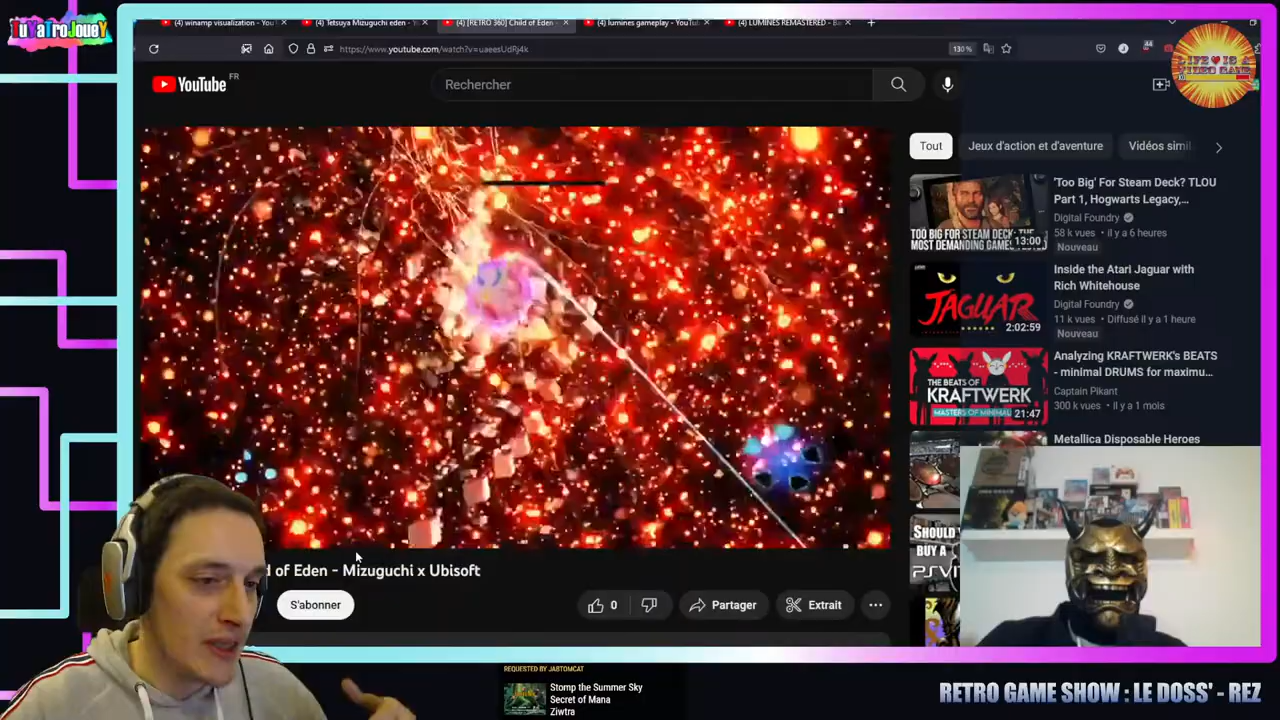 TuYaTroJoueY
(4) winamp visualization - You
(4) Tetsuya Mizuguchi eden - Y
(4) [RETRO 360] Child of Eden -
(4) lumines gameplay - YouTu
(4) LUMINES REMASTERED - Ba
https://www.youtube.com/watch?v=uaeesUdRj4k
130 %
44
LIFE IS
A VIDEO GAME
YouTube FR
Rechercher
Tout
Jeux d'action et d'aventure
Vidéos simil
'Too Big' For Steam Deck? TLOU
Part 1, Hogwarts Legacy,...
Digital Foundry
58 k vues • il y a 6 heures
Nouveau
TOO BIG FOR STEAM DECK: THE
MOST DEMANDING GAMES
13:00
Inside the Atari Jaguar with
Rich Whitehouse
Digital Foundry
11 k vues • Diffusé il y a 1 heure
Nouveau
JAGUAR
2:02:59
Analyzing KRAFTWERK's BEATS
- minimal DRUMS for maximu...
Captain Pikant
300 k vues • il y a 1 mois
THE BEATS OF
KRAFTWERK
MASTERS OF MINIMAL
21:47
Metallica Disposable Heroes
SHOULD
BUY A
PSVI
d of Eden - Mizuguchi x Ubisoft
S'abonner
0
Partager
Extrait
REQUESTED BY JABTOMCAT
Stomp the Summer Sky
Secret of Mana
Ziwtra
RETRO GAME SHOW : LE DOSS' - REZ